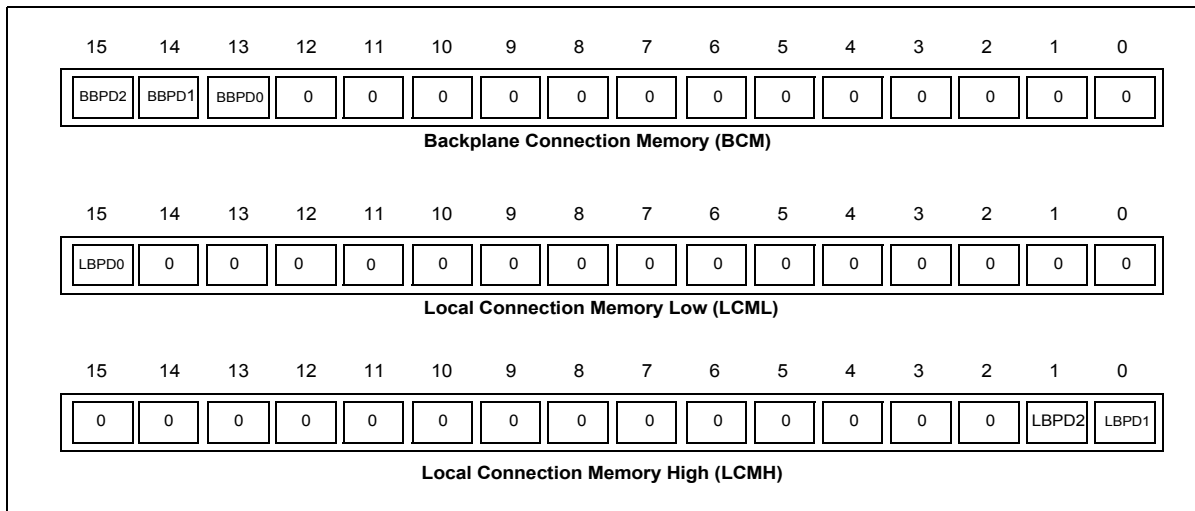 15 14 13 12 11 10 9 8 7 6 5 4 3 2 1 0
BBPD2 BBPD1 BBPD0 0 0 0 0 0 0 0 0 0 0 0 0 0
Backplane Connection Memory (BCM)
15 14 13 12 11 10 9 8 7 6 5 4 3 2 1 0
LBPD0 0 0 0 0 0 0 0 0 0 0 0 0 0 0 0
Local Connection Memory Low (LCML)
15 14 13 12 11 10 9 8 7 6 5 4 3 2 1 0
0 0 0 0 0 0 0 0 0 0 0 0 0 0 LBPD2 LBPD1
Local Connection Memory High (LCMH)